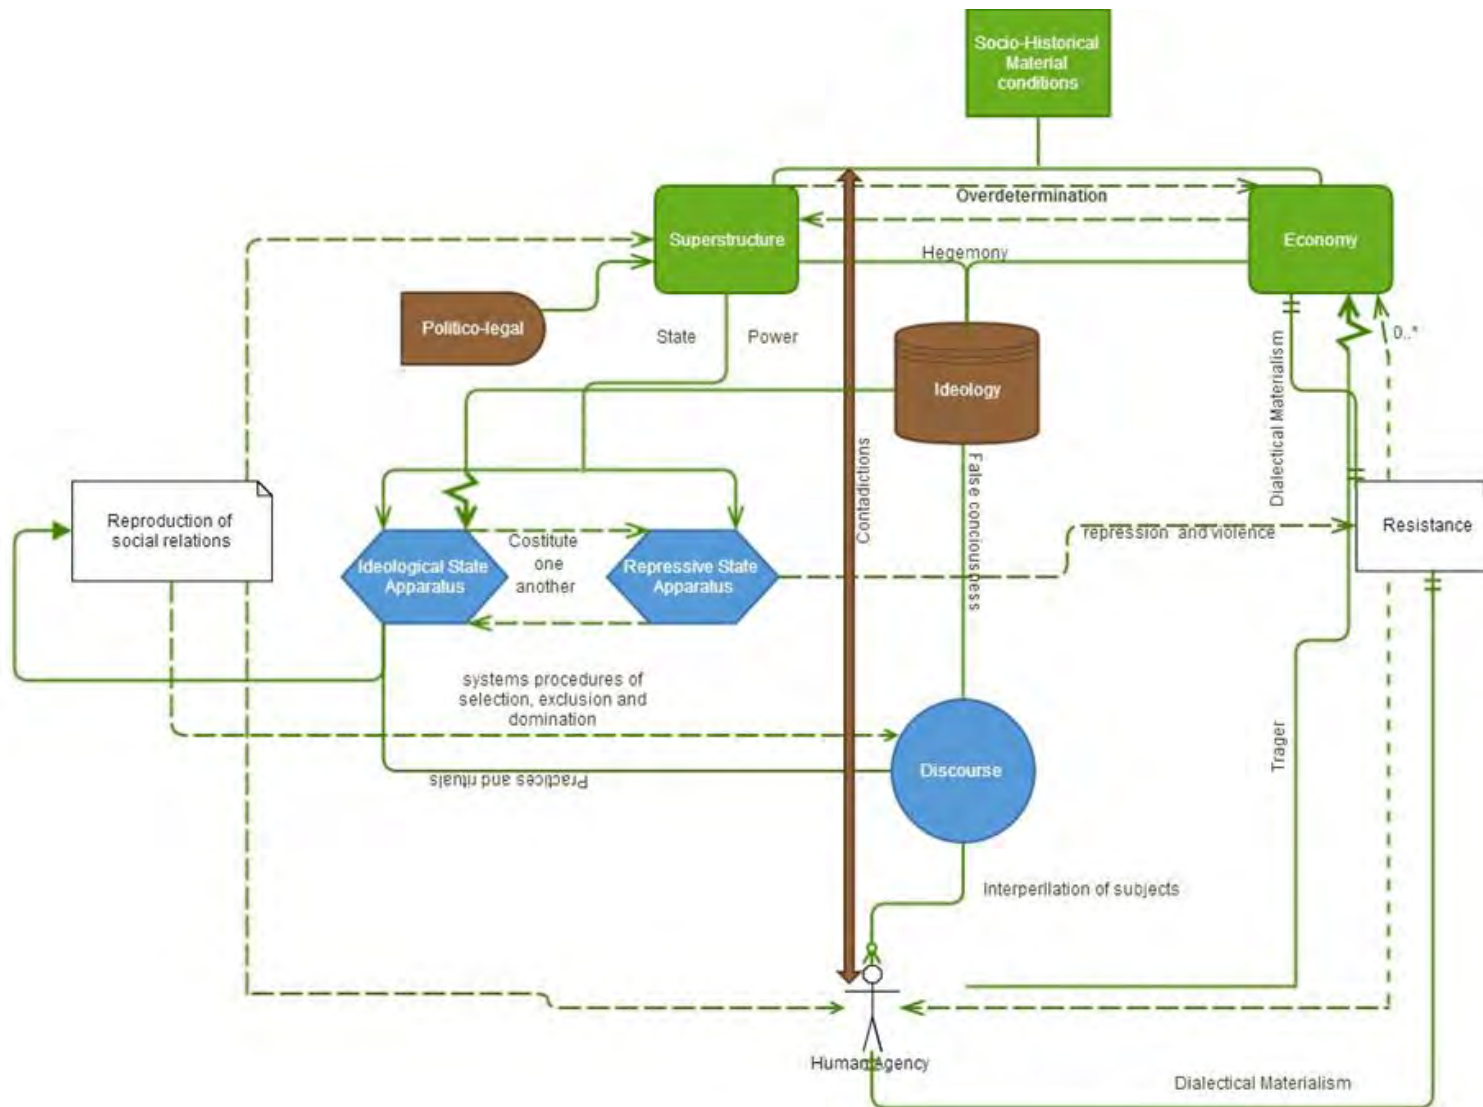 Socio-Historical
Material
conditions
Overdetermination
Superstructure
Economy
Hegemony
Politico-legal
State
Power
0..*
Ideology
Dialectical Materialism
Contadictions
False conciousness
Reproduction of
social relations
Resistance
Ideological State
Apparatus
Costitute
one
another
Repressive State
Apparatus
repression and violence
systems procedures of
selection, exclusion and
domination
Trager
Discourse
Practices and rituals
Interperllation of subjects
Human Agency
Dialectical Materialism